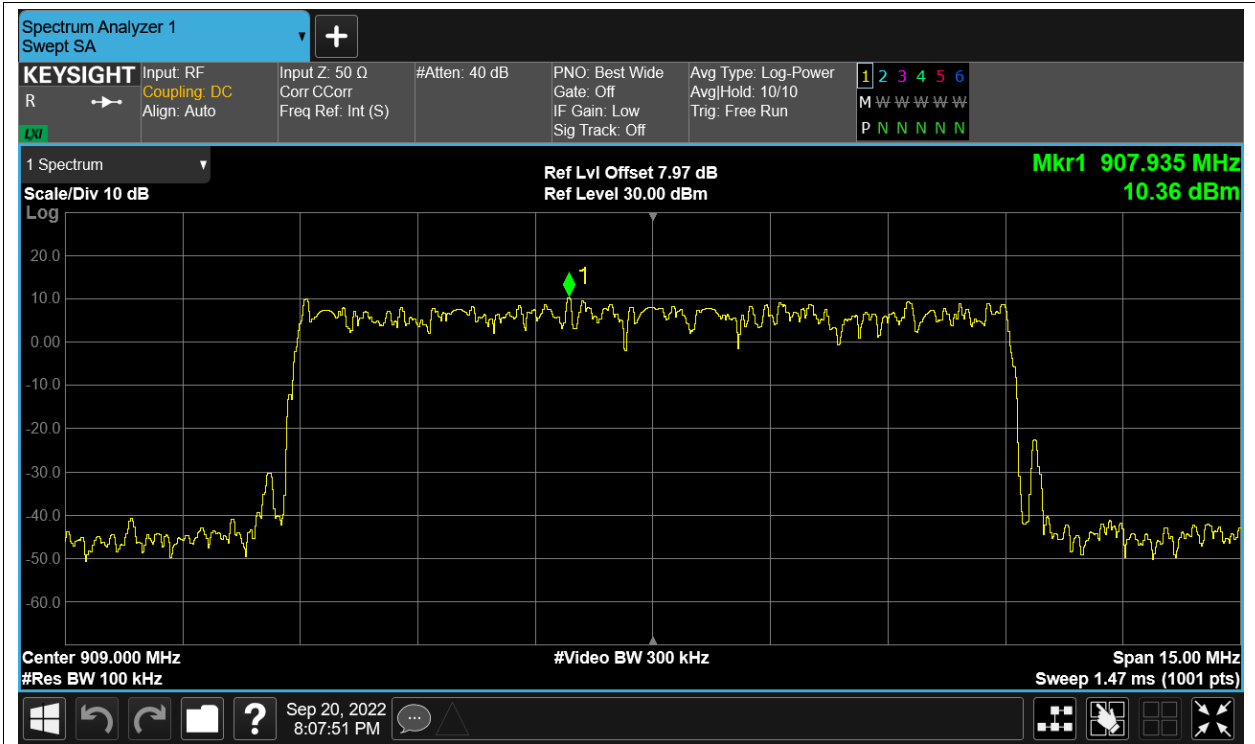 Spectrum Analyzer 1
Swept SA
KEYSIGHT
R
LXI
Input: RF
Coupling: DC
Align: Auto
Input Z: 50 Ω
Corr CCorr
Freq Ref: Int (S)
#Atten: 40 dB
PNO: Best Wide
Gate: Off
IF Gain: Low
Sig Track: Off
Avg Type: Log-Power
Avg|Hold: 10/10
Trig: Free Run
1 2 3 4 5 6
M W W W W W
P N N N N N
1 Spectrum
Scale/Div 10 dB
Log
Ref Lvl Offset 7.97 dB
Ref Level 30.00 dBm
Mkr1 907.935 MHz
10.36 dBm
20.0
10.0
0.00
-10.0
-20.0
-30.0
-40.0
-50.0
-60.0
1
Center 909.000 MHz
#Res BW 100 kHz
#Video BW 300 kHz
Span 15.00 MHz
Sweep 1.47 ms (1001 pts)
?
Sep 20, 2022
8:07:51 PM